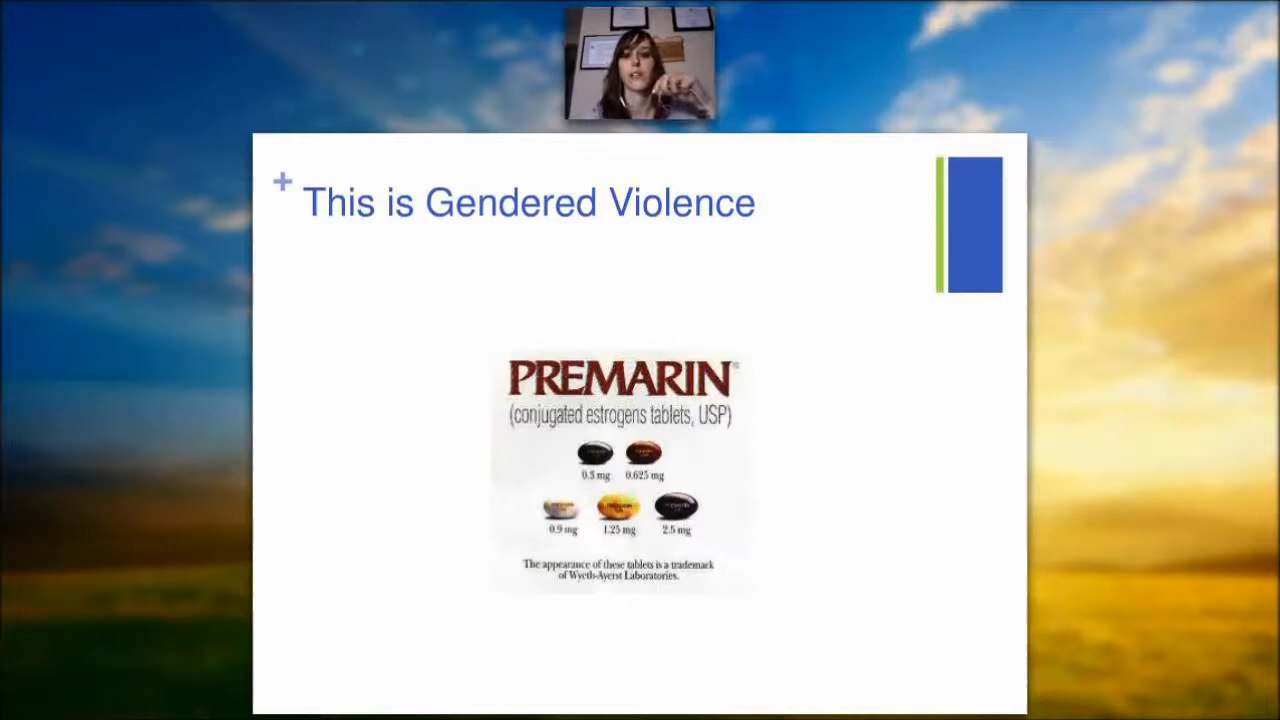 + This is Gendered Violence
PREMARIN
(conjugated estrogens tablets, USP)
0.3 mg 0.625 mg
0.9 mg 1.25 mg 2.5 mg
The appearance of these tablets is a trademark
of Wyeth-Ayerst Laboratories.